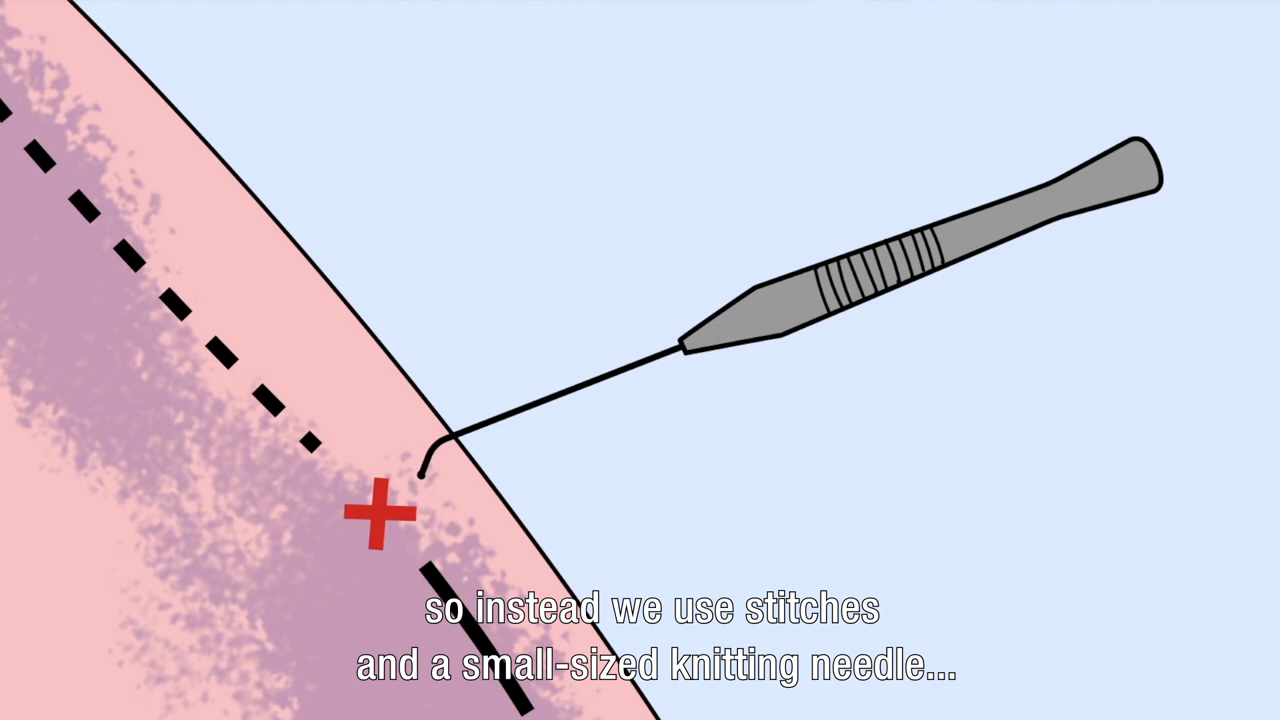 so instead we use stitches
and a small-sized knitting needle...